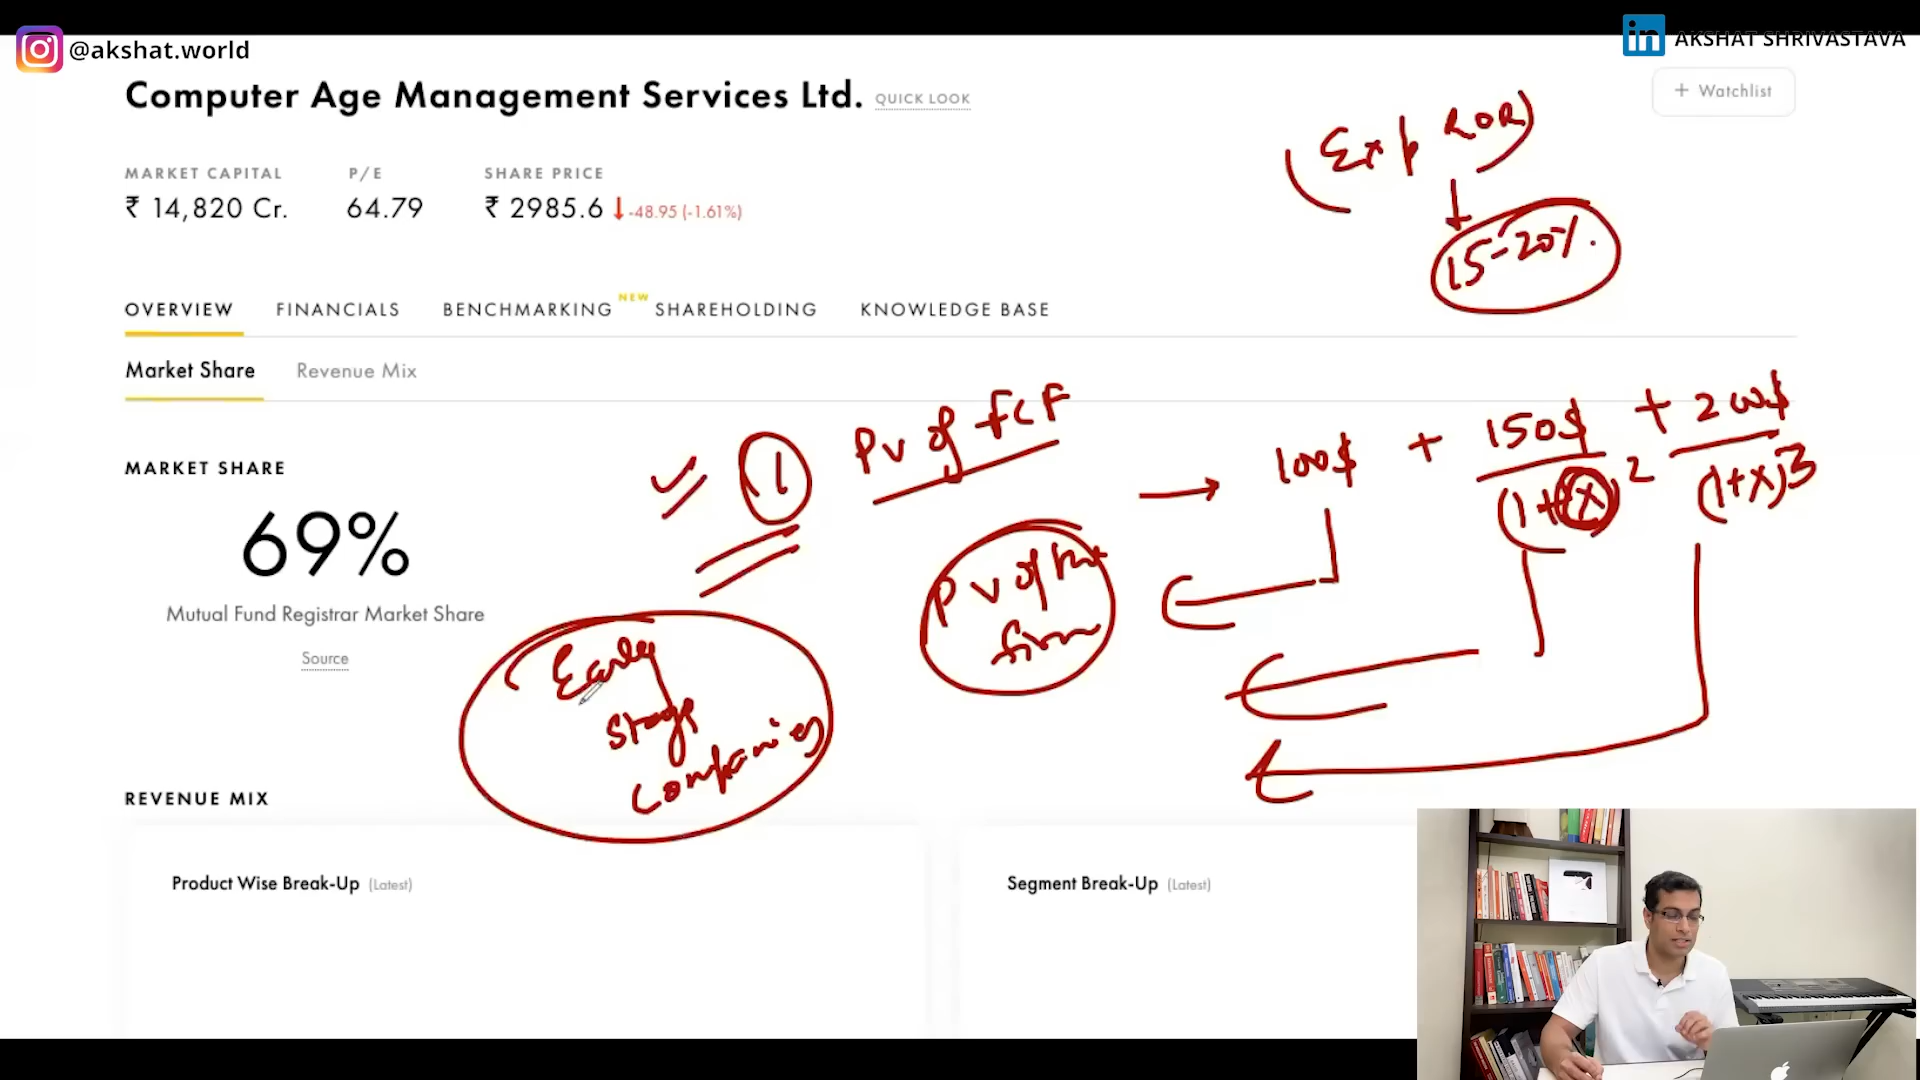 @akshat.world
in AKSHAT SHRIVASTAVA
Computer Age Management Services Ltd. QUICK LOOK
+ Watchlist
MARKET CAPITAL P/E SHARE PRICE
₹ 14,820 Cr. 64.79 ₹ 2985.6 -48.95 (-1.61%)
(Exp ROR)
15-20%.
OVERVIEW FINANCIALS BENCHMARKING NEW SHAREHOLDING KNOWLEDGE BASE
Market Share Revenue Mix
1 PV of FCF → 100$ + 150$ + 200$
(1+x)2 (1+x)3
MARKET SHARE
69%
Mutual Fund Registrar Market Share
Source
PV of the
firm
Early
Stage
Companies
REVENUE MIX
Product Wise Break-Up (Latest)
Segment Break-Up (Latest)